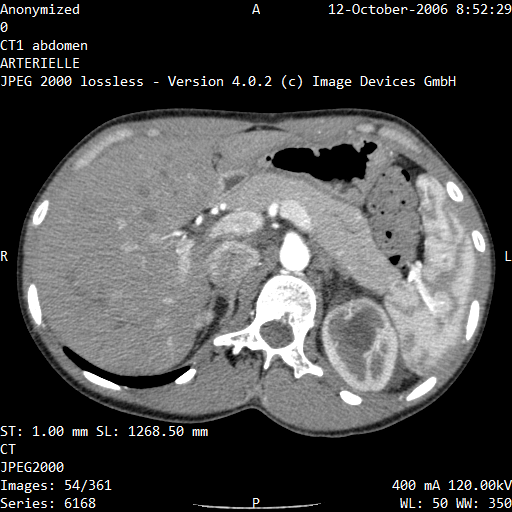 Anonymized A 12-October-2006 8:52:29
0
CT1 abdomen
ARTERIELLE
JPEG 2000 lossless - Version 4.0.2 (c) Image Devices GmbH
R L
ST: 1.00 mm SL: 1268.50 mm
CT
JPEG2000
Images: 54/361 400 mA 120.00kV
Series: 6168 P WL: 50 WW: 350